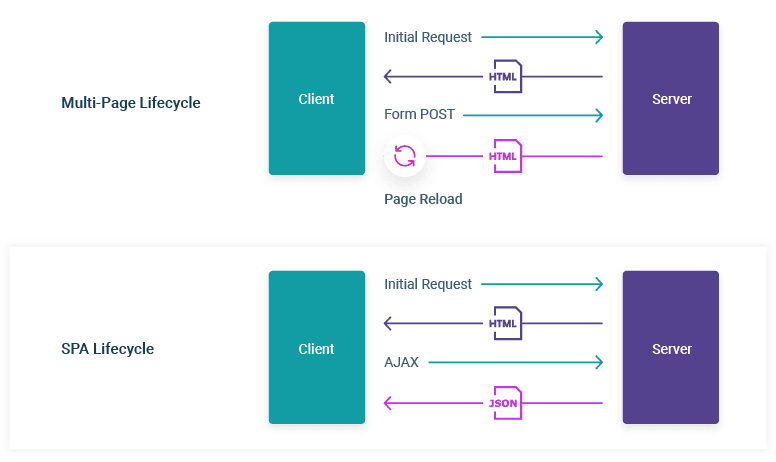 Initial Request
HTML
Multi-Page Lifecycle
Client
Server
Form POST
HTML
Page Reload
Initial Request
HTML
SPA Lifecycle
Client
Server
AJAX
JSON